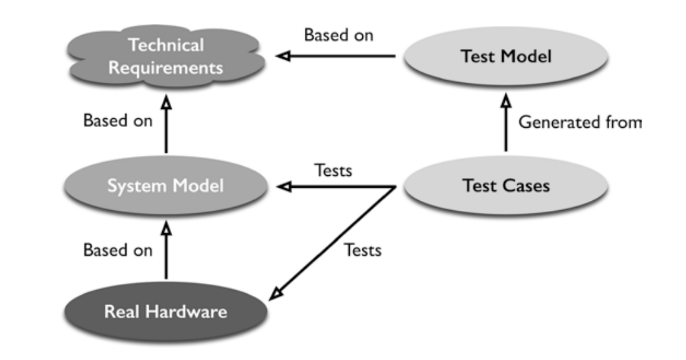 Technical
Requirements
Based on
Test Model
Based on
Generated from
System Model
Tests
Test Cases
Based on
Tests
Real Hardware